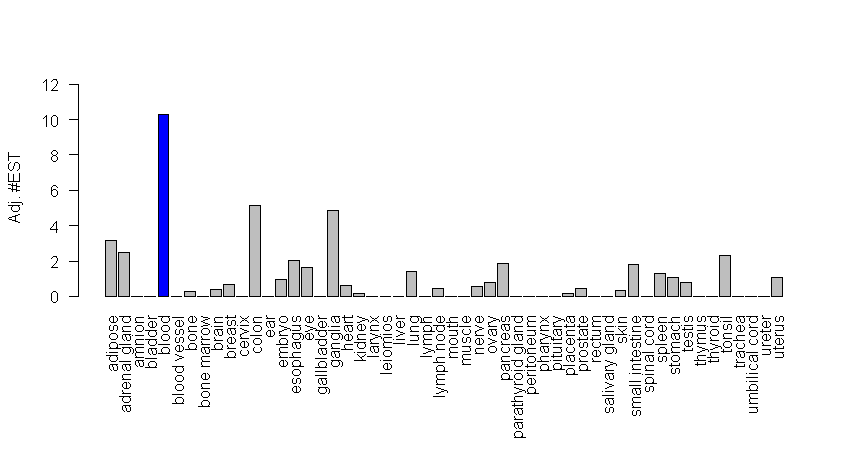 12
10
8
6
4
2
0
Adj. #EST
adipose
adrenal gland
amnion
bladder
blood
blood vessel
bone
bone marrow
brain
breast
cervix
colon
ear
embryo
esophagus
eye
gallbladder
ganglia
heart
kidney
larynx
leiomios
liver
lung
lymph
lymph node
mouth
muscle
nerve
ovary
pancreas
parathyroid gland
peritoneum
pharynx
pituitary
placenta
prostate
rectum
salivary gland
skin
small intestine
spinal cord
spleen
stomach
testis
thymus
thyroid
tonsil
trachea
umbilical cord
ureter
uterus